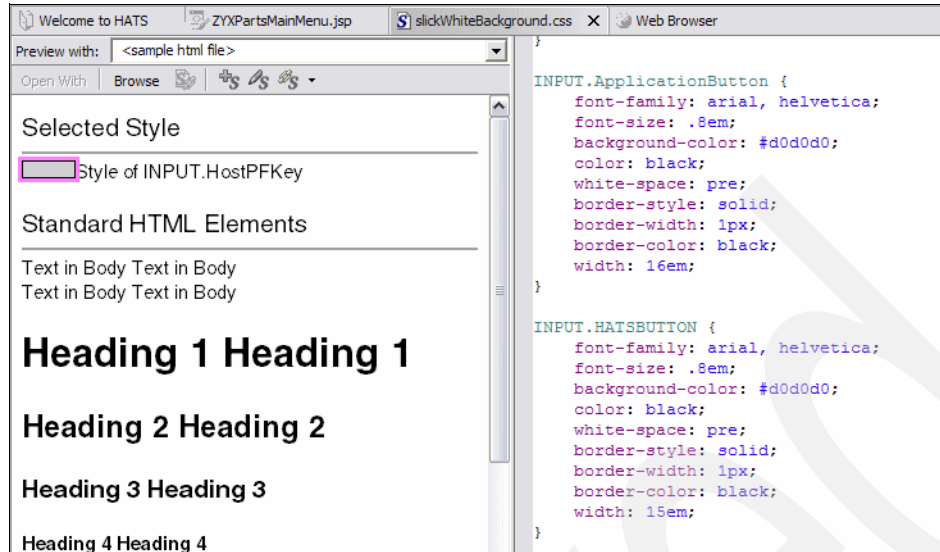 Welcome to HATS
ZYXPartsMainMenu.jsp
slickWhiteBackground.css
Web Browser
Preview with: <sample html file>
Open With Browse
Selected Style
Style of INPUT.HostPFKey
Standard HTML Elements
Text in Body Text in Body
Text in Body Text in Body
Heading 1 Heading 1
Heading 2 Heading 2
Heading 3 Heading 3
Heading 4 Heading 4
}
INPUT.ApplicationButton {
font-family: arial, helvetica;
font-size: .8em;
background-color: #d0d0d0;
color: black;
white-space: pre;
border-style: solid;
border-width: 1px;
border-color: black;
width: 16em;
}
INPUT.HATSBUTTON {
font-family: arial, helvetica;
font-size: .8em;
background-color: #d0d0d0;
color: black;
white-space: pre;
border-style: solid;
border-width: 1px;
border-color: black;
width: 15em;
}